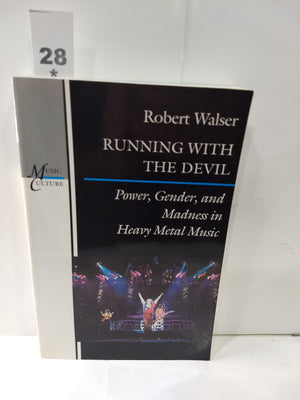 28
*
Robert Walser
RUNNING WITH
THE DEVIL
Music
Culture
Power, Gender, and
Madness in
Heavy Metal Music